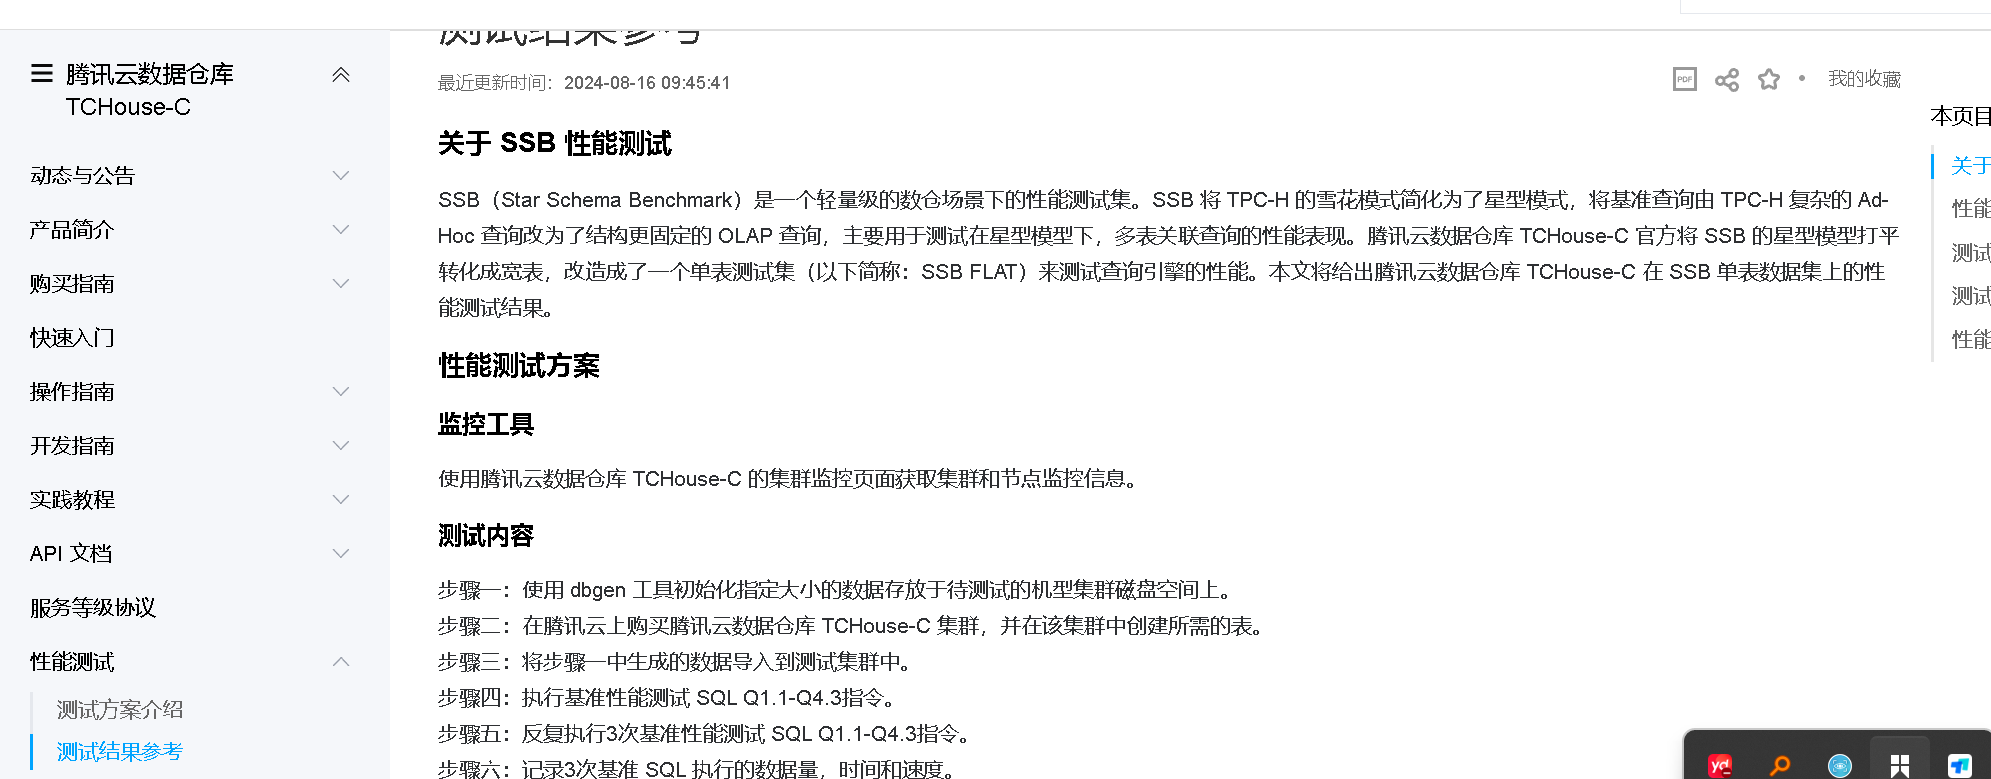 腾讯云数据仓库
TCHouse-C
动态与公告
产品简介
购买指南
快速入门
操作指南
开发指南
实践教程
API 文档
服务等级协议
性能测试
测试方案介绍
测试结果参考
测试结果参考
最近更新时间：2024-08-16 09:45:41
PDF
我的收藏
关于 SSB 性能测试
SSB（Star Schema Benchmark）是一个轻量级的数仓场景下的性能测试集。SSB 将 TPC-H 的雪花模式简化为了星型模式，将基准查询由 TPC-H 复杂的 Ad-
Hoc 查询改为了结构更固定的 OLAP 查询，主要用于测试在星型模型下，多表关联查询的性能表现。腾讯云数据仓库 TCHouse-C 官方将 SSB 的星型模型打平
转化成宽表，改造成了一个单表测试集（以下简称：SSB FLAT）来测试查询引擎的性能。本文将给出腾讯云数据仓库 TCHouse-C 在 SSB 单表数据集上的性
能测试结果。
性能测试方案
监控工具
使用腾讯云数据仓库 TCHouse-C 的集群监控页面获取集群和节点监控信息。
测试内容
步骤一：使用 dbgen 工具初始化指定大小的数据存放于待测试的机型集群磁盘空间上。
步骤二：在腾讯云上购买腾讯云数据仓库 TCHouse-C 集群，并在该集群中创建所需的表。
步骤三：将步骤一中生成的数据导入到测试集群中。
步骤四：执行基准性能测试 SQL Q1.1-Q4.3指令。
步骤五：反复执行3次基准性能测试 SQL Q1.1-Q4.3指令。
步骤六：记录3次基准 SQL 执行的数据量，时间和速度。
本页目
关于
性能
测试
测试
性能
yd